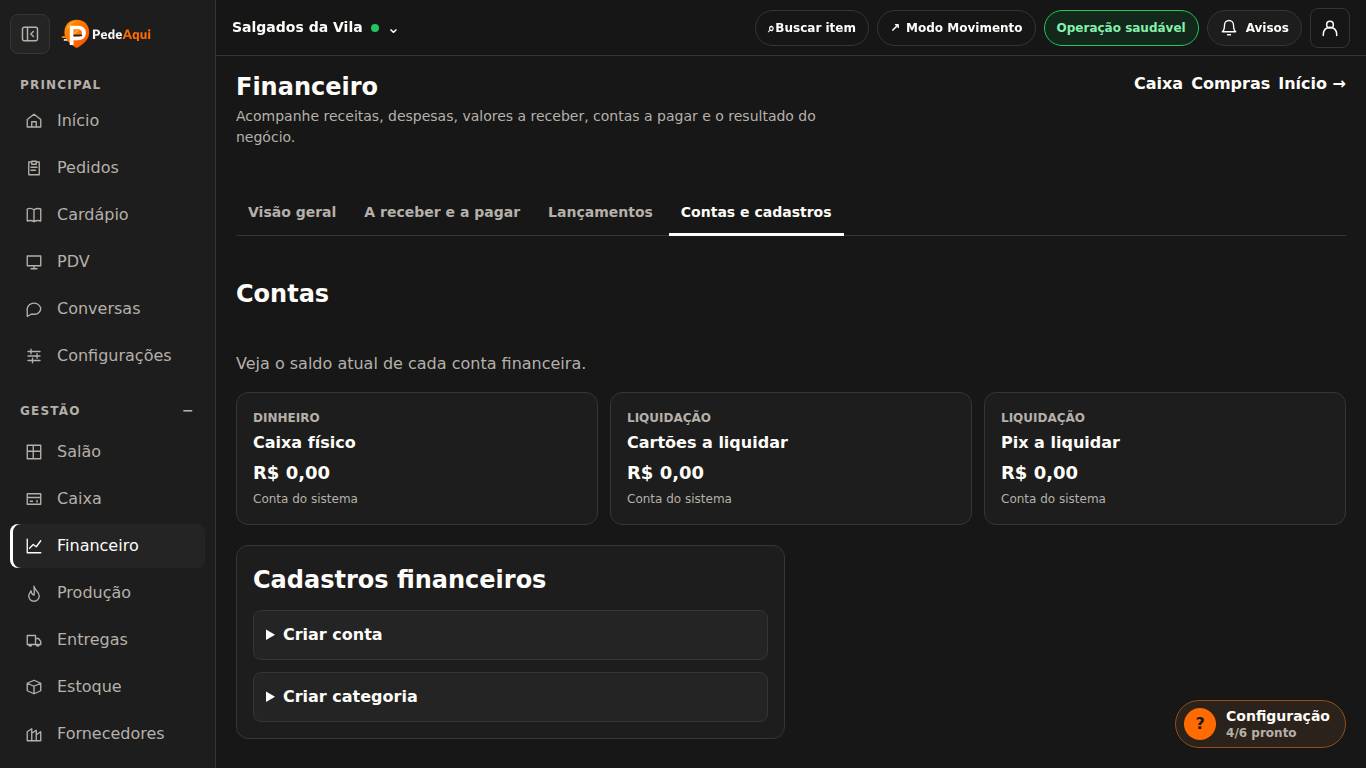 PedeAqui
PRINCIPAL
Início
Pedidos
Cardápio
PDV
Conversas
Configurações
GESTÃO −
Salão
Caixa
Financeiro
Produção
Entregas
Estoque
Fornecedores
Salgados da Vila
⌕Buscar item
↗ Modo Movimento
Operação saudável
Avisos
Financeiro
Acompanhe receitas, despesas, valores a receber, contas a pagar e o resultado do
negócio.
Caixa Compras Início →
Visão geral A receber e a pagar Lançamentos Contas e cadastros
Contas
Veja o saldo atual de cada conta financeira.
DINHEIRO
Caixa físico
R$ 0,00
Conta do sistema
LIQUIDAÇÃO
Cartões a liquidar
R$ 0,00
Conta do sistema
LIQUIDAÇÃO
Pix a liquidar
R$ 0,00
Conta do sistema
Cadastros financeiros
▶ Criar conta
▶ Criar categoria
?
Configuração
4/6 pronto